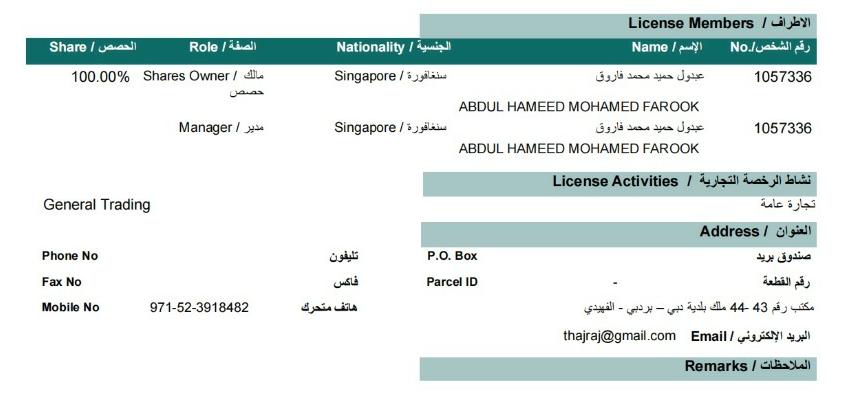 License Members / الاطراف
Share / الحصص Role / الصفة Nationality / الجنسية Name / الإسم No./رقم الشخص
100.00% Shares Owner / مالك Singapore / سنغافورة عبدول حميد محمد فاروق 1057336
حصص
ABDUL HAMEED MOHAMED FAROOK
Manager / مدير Singapore / سنغافورة عبدول حميد محمد فاروق 1057336
ABDUL HAMEED MOHAMED FAROOK
License Activities / نشاط الرخصة التجارية
General Trading تجارة عامة
Address / العنوان
Phone No تليفون P.O. Box صندوق بريد
Fax No فاكس Parcel ID - رقم القطعة
Mobile No 971-52-3918482 هاتف متحرك مكتب رقم 43 -44 ملك بلدية دبي – بردبي - الفهيدي
thajraj@gmail.com Email / البريد الإلكتروني
Remarks / الملاحظات